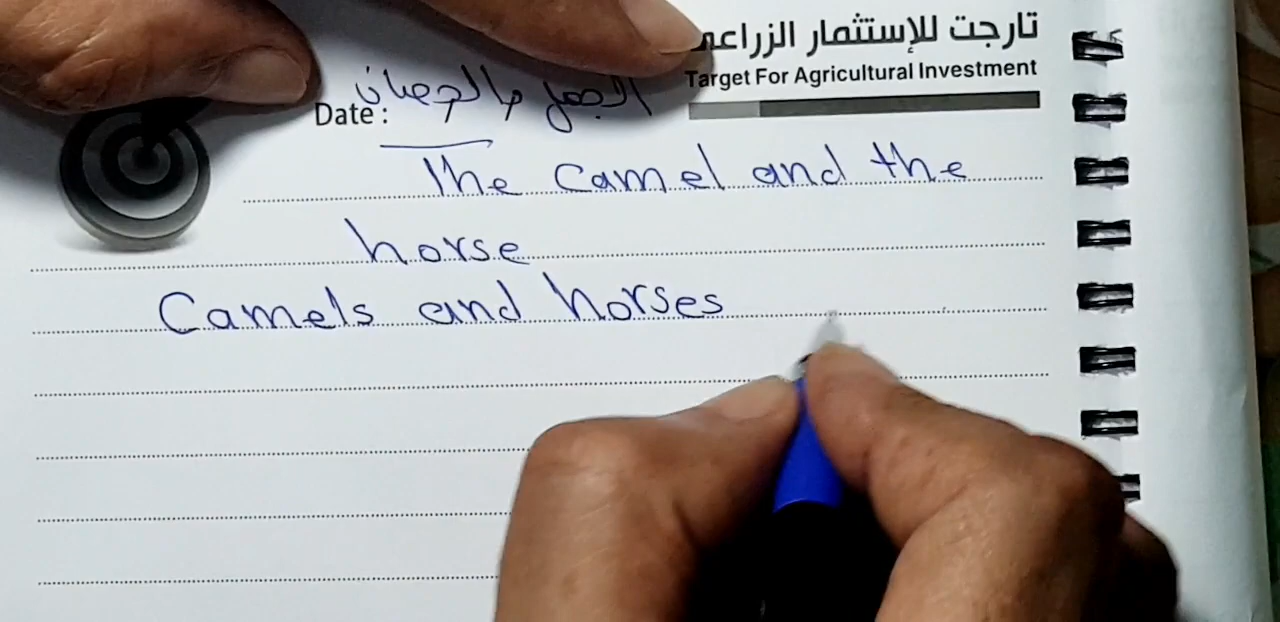 تارجت للإستثمار الزراعي
Target For Agricultural Investment
الجمل والحصان
Date :
The Camel and the
horse
Camels and horses